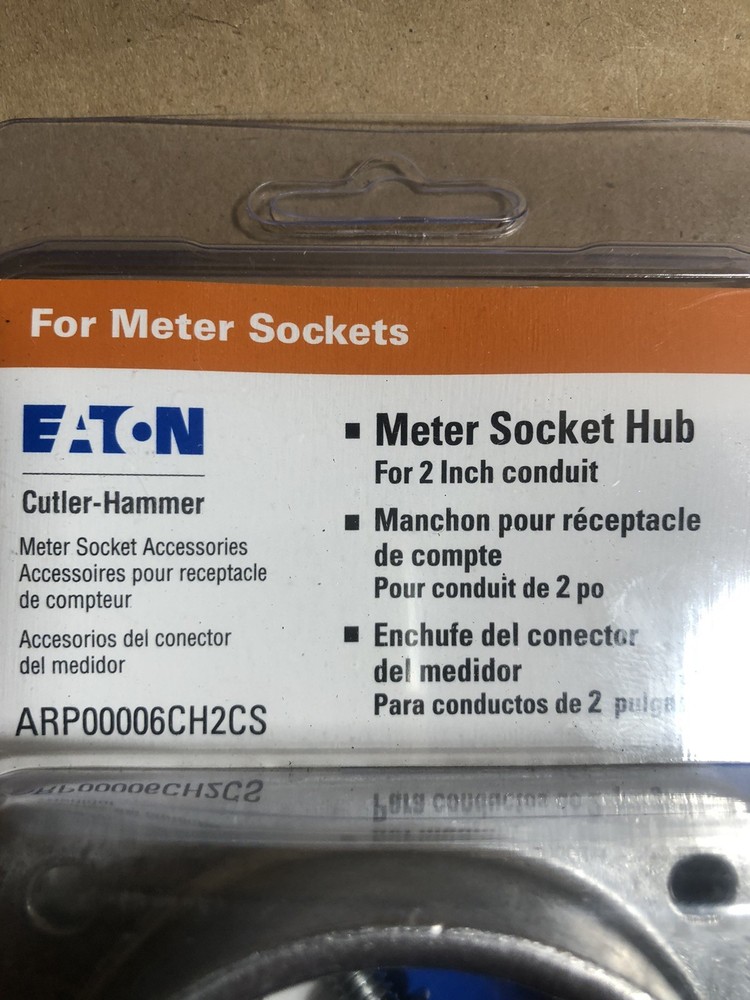 For Meter Sockets
EATON
Cutler-Hammer
Meter Socket Accessories
Accessoires pour receptacle
de compteur
Accesorios del conector
del medidor
ARP00006CH2CS
▪ Meter Socket Hub
For 2 Inch conduit
▪ Manchon pour réceptacle
de compte
Pour conduit de 2 po
▪ Enchufe del conector
del medidor
Para conductos de 2